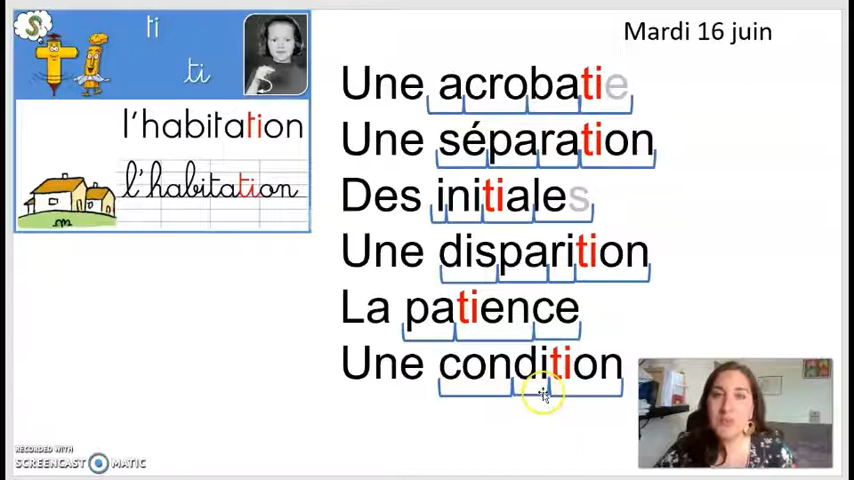 S
ti
ti
ti
l'habitation
l'habitation
Mardi 16 juin
Une acrobatie
Une séparation
Des initiales
Une disparition
La patience
Une condition
RECORDED WITH
SCREENCAST MATIC